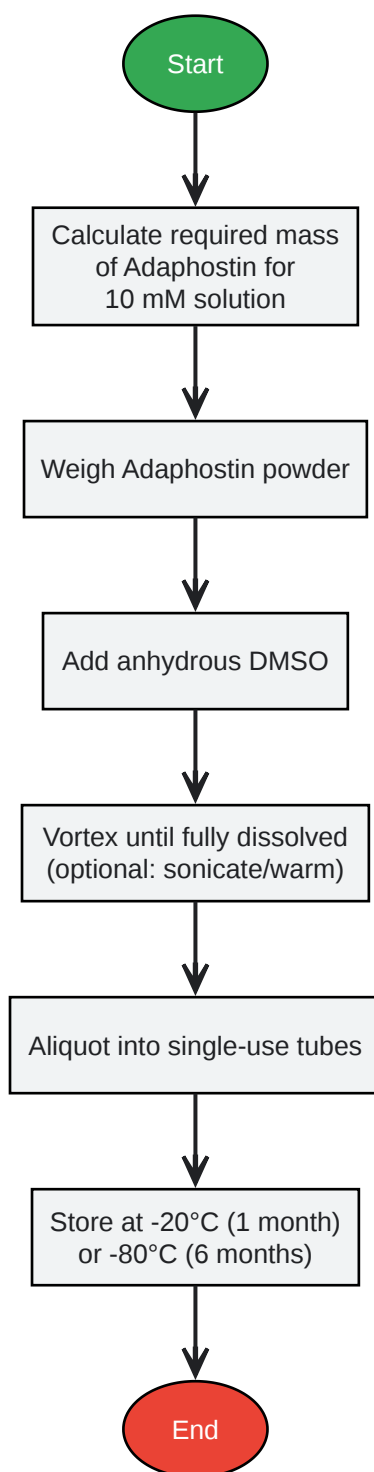 Start
Calculate required mass
of Adaphostin for
10 mM solution
Weigh Adaphostin powder
Add anhydrous DMSO
Vortex until fully dissolved
(optional: sonicate/warm)
Aliquot into single-use tubes
Store at -20°C (1 month)
or -80°C (6 months)
End